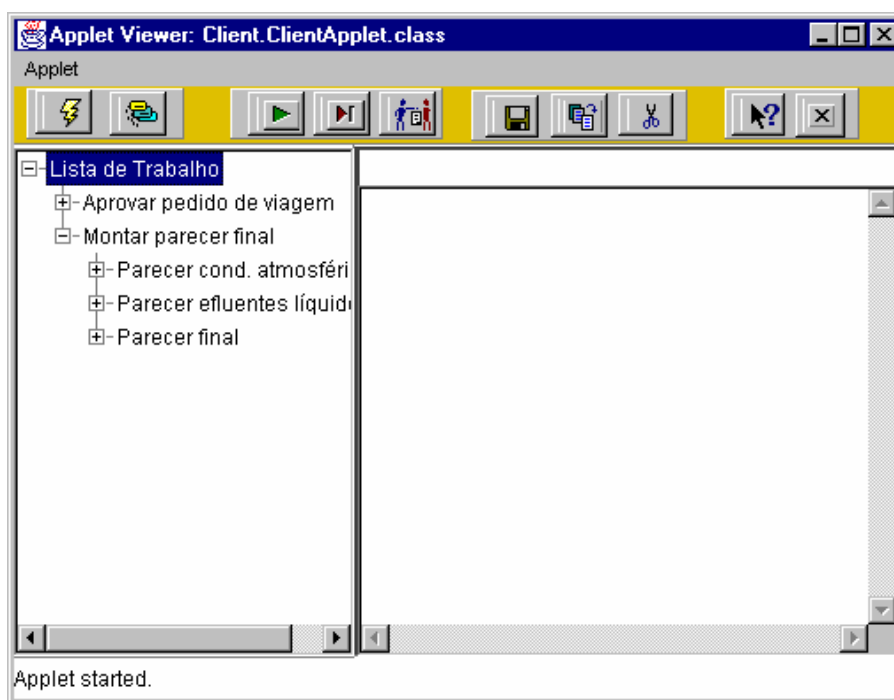 Applet Viewer: Client.ClientApplet.class
Applet
Lista de Trabalho
Aprovar pedido de viagem
Montar parecer final
Parecer cond. atmosféri
Parecer efluentes líquid
Parecer final
Applet started.